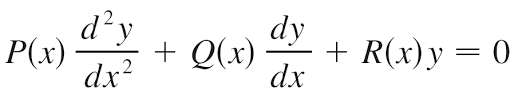 P(x) d²y/dx² + Q(x) dy/dx + R(x)y = 0